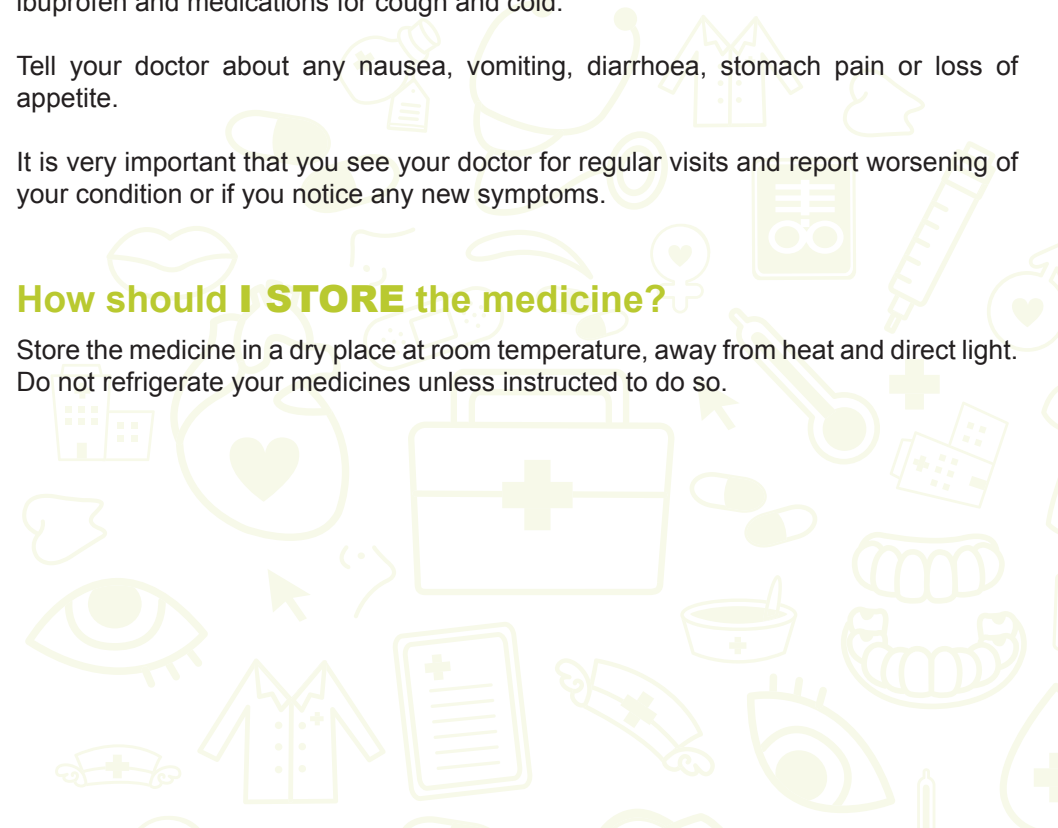 ibuprofen and medications for cough and cold.
Tell your doctor about any nausea, vomiting, diarrhoea, stomach pain or loss of
appetite.
It is very important that you see your doctor for regular visits and report worsening of
your condition or if you notice any new symptoms.
How should I STORE the medicine?
Store the medicine in a dry place at room temperature, away from heat and direct light.
Do not refrigerate your medicines unless instructed to do so.